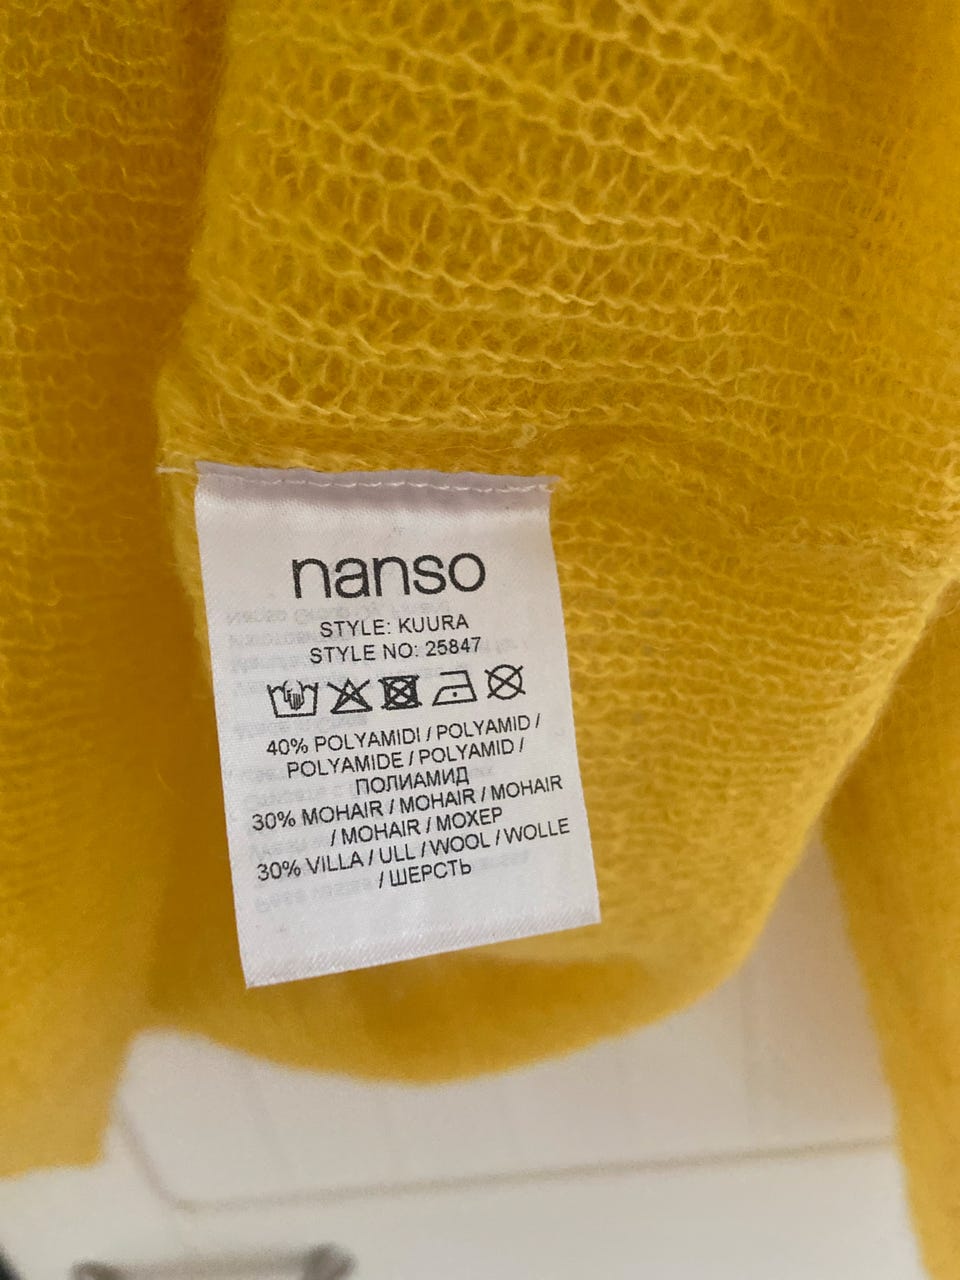 nanso
STYLE: KUURA
STYLE NO: 25847
40% POLYAMIDI / POLYAMID /
POLYAMIDE / POLYAMID /
ПОЛИАМИД
30% MOHAIR / MOHAIR / MOHAIR
/ MOHAIR / МОХЕР
30% VILLA / ULL / WOOL / WOLLE
/ ШЕРСТЬ